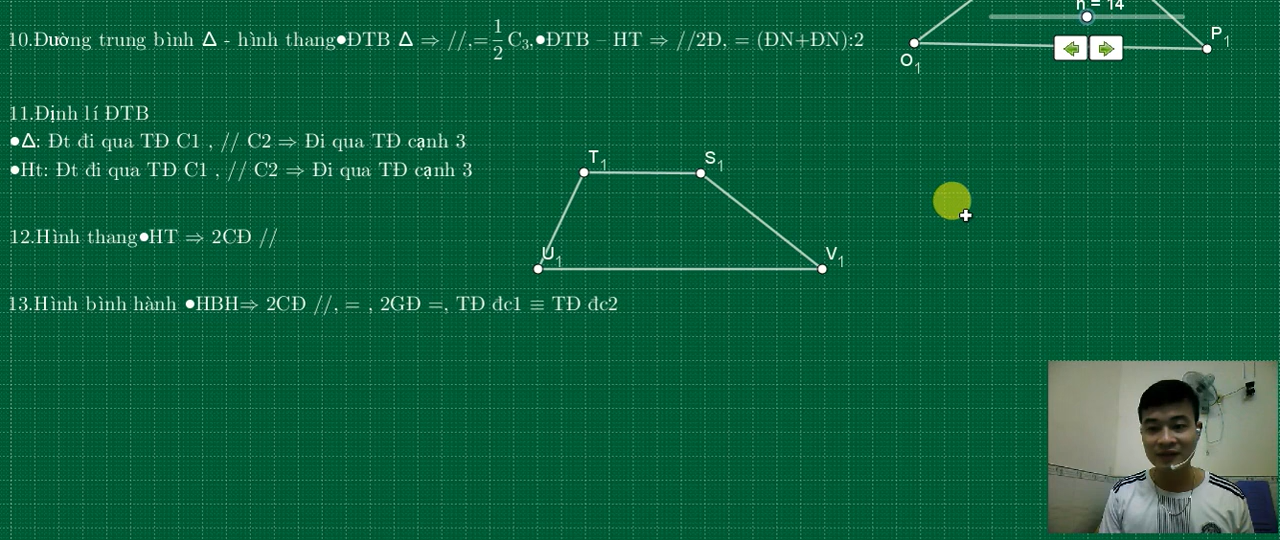 n = 14
10.Đường trung bình Δ - hình thang●ĐTB Δ ⇒ //,=1/2 C₃,●ĐTB – HT ⇒ //2Đ, = (ĐN+ĐN):2
O₁
P₁
11.Định lí ĐTB
●Δ: Đt đi qua TĐ C1 , // C2 ⇒ Đi qua TĐ cạnh 3
●Ht: Đt đi qua TĐ C1 , // C2 ⇒ Đi qua TĐ cạnh 3
T₁
S₁
12.Hình thang●HT ⇒ 2CĐ //
U₁
V₁
13.Hình bình hành ●HBH⇒ 2CĐ //, = , 2GĐ =, TĐ đc1 ≡ TĐ đc2